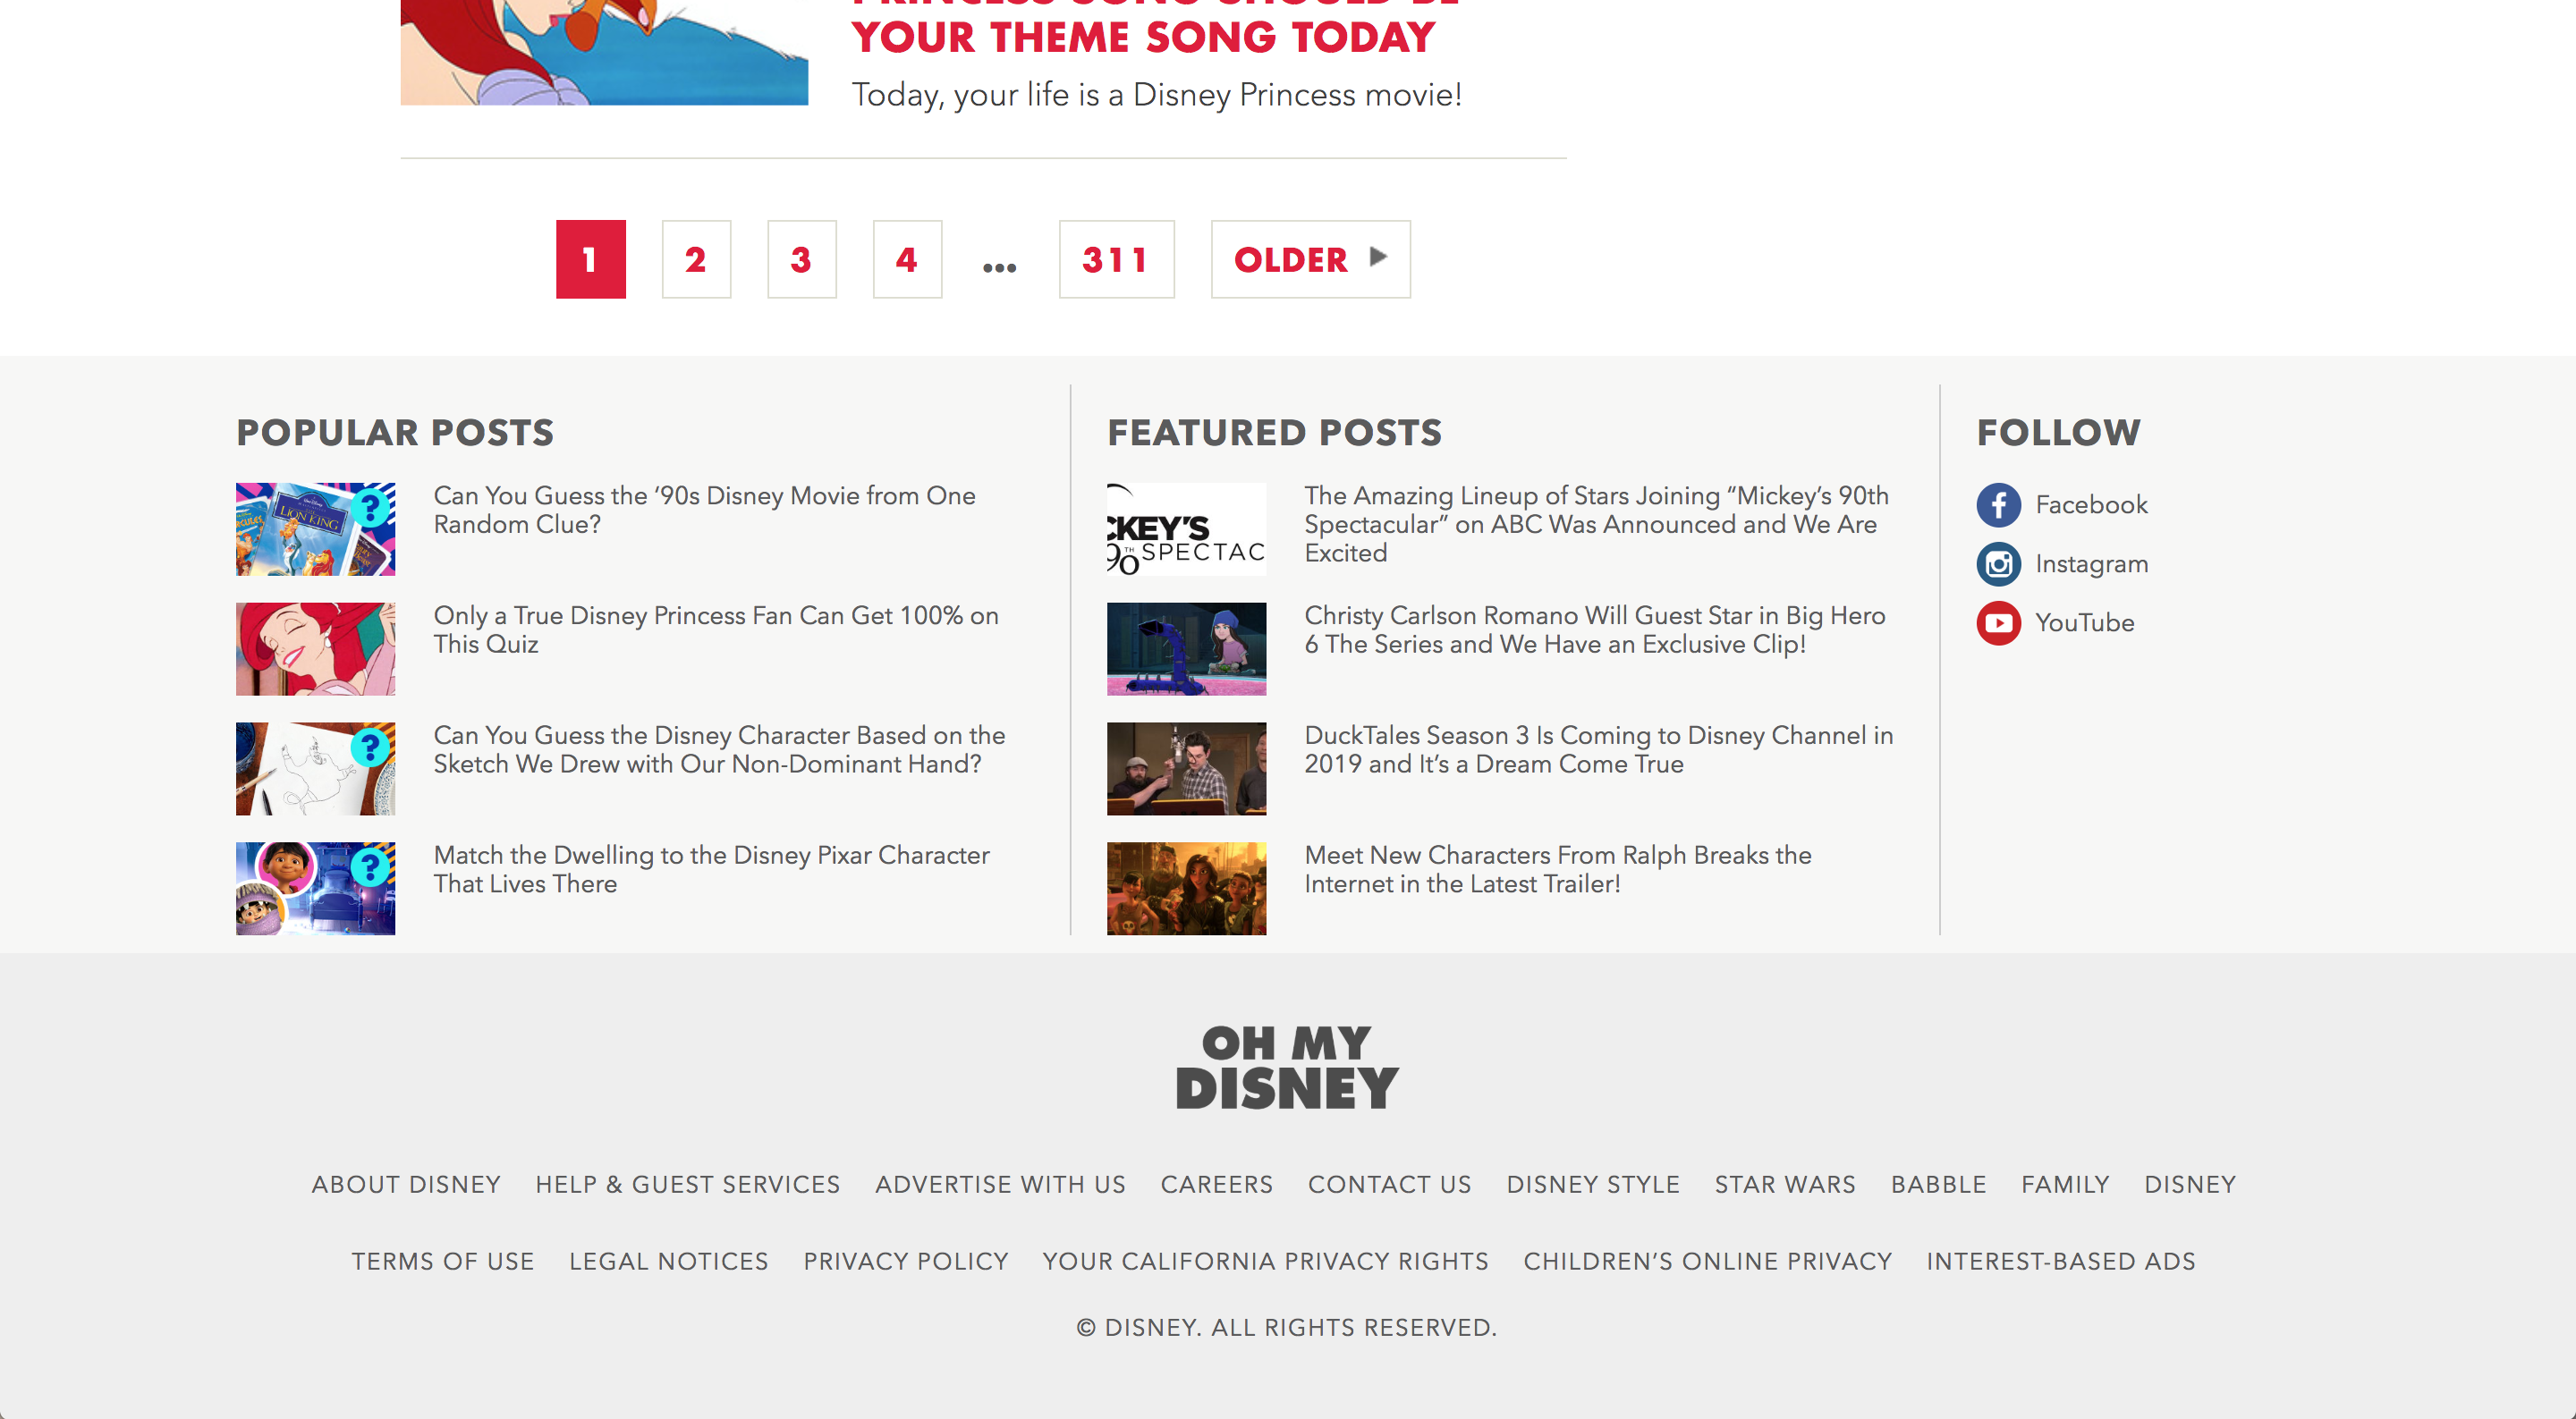 YOUR THEME SONG TODAY
Today, your life is a Disney Princess movie!
1 2 3 4 ... 311 OLDER
POPULAR POSTS
Can You Guess the ‘90s Disney Movie from One
Random Clue?
Only a True Disney Princess Fan Can Get 100% on
This Quiz
Can You Guess the Disney Character Based on the
Sketch We Drew with Our Non-Dominant Hand?
Match the Dwelling to the Disney Pixar Character
That Lives There
LION KING
?
?
?
FEATURED POSTS
CKEY’S
90TH SPECTAC
The Amazing Lineup of Stars Joining “Mickey’s 90th
Spectacular” on ABC Was Announced and We Are
Excited
Christy Carlson Romano Will Guest Star in Big Hero
6 The Series and We Have an Exclusive Clip!
DuckTales Season 3 Is Coming to Disney Channel in
2019 and It’s a Dream Come True
Meet New Characters From Ralph Breaks the
Internet in the Latest Trailer!
FOLLOW
Facebook
Instagram
YouTube
OH MY
DISNEY
ABOUT DISNEY HELP & GUEST SERVICES ADVERTISE WITH US CAREERS CONTACT US DISNEY STYLE STAR WARS BABBLE FAMILY DISNEY
TERMS OF USE LEGAL NOTICES PRIVACY POLICY YOUR CALIFORNIA PRIVACY RIGHTS CHILDREN’S ONLINE PRIVACY INTEREST-BASED ADS
© DISNEY. ALL RIGHTS RESERVED.